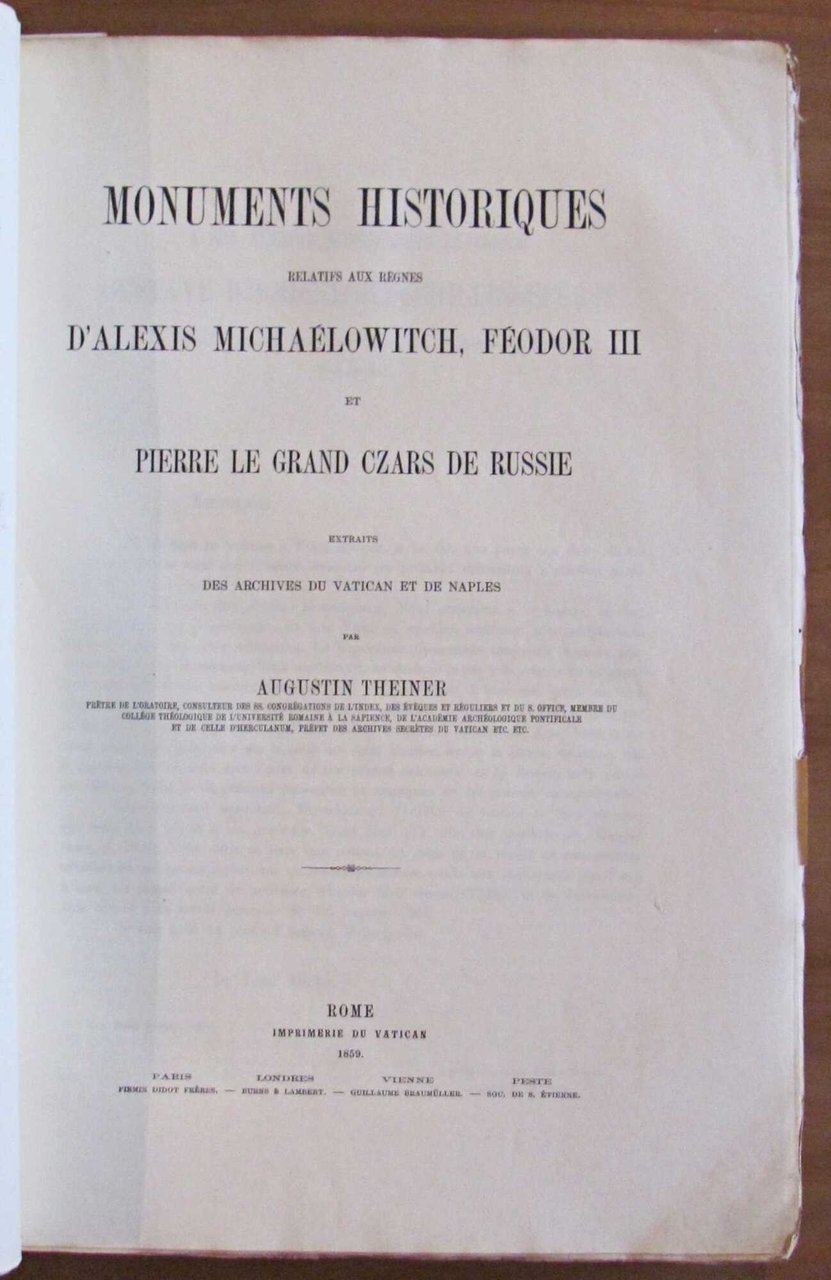 MONUMENTS HISTORIQUES
RELATIFS AUX RÈGNES
D'ALEXIS MICHAÉLOWITCH, FÉODOR III
ET
PIERRE LE GRAND CZARS DE RUSSIE
EXTRAITS
DES ARCHIVES DU VATICAN ET DE NAPLES
PAR
AUGUSTIN THEINER
PRÊTRE DE L'ORATOIRE, CONSULTEUR DES SS. CONGRÉGATIONS DE L'INDEX, DES ÉVÊQUES ET RÉGULIERS ET DU S. OFFICE, MEMBRE DU
COLLÉGE THÉOLOGIQUE DE L'UNIVERSITÉ ROMAINE À LA SAPIENCE, DE L'ACADÉMIE ARCHÉOLOGIQUE PONTIFICALE
ET DE CELLE D'HERCULANUM, PRÉFET DES ARCHIVES SECRÈTES DU VATICAN ETC. ETC.
ROME
IMPRIMERIE DU VATICAN
1859.
PARIS LONDRES VIENNE PESTE
FIRMIN DIDOT FRÈRES. — BURNS & LAMBERT. — GUILLAUME BRAUMÜLLER. — SOC. DE S. ÉTIENNE.